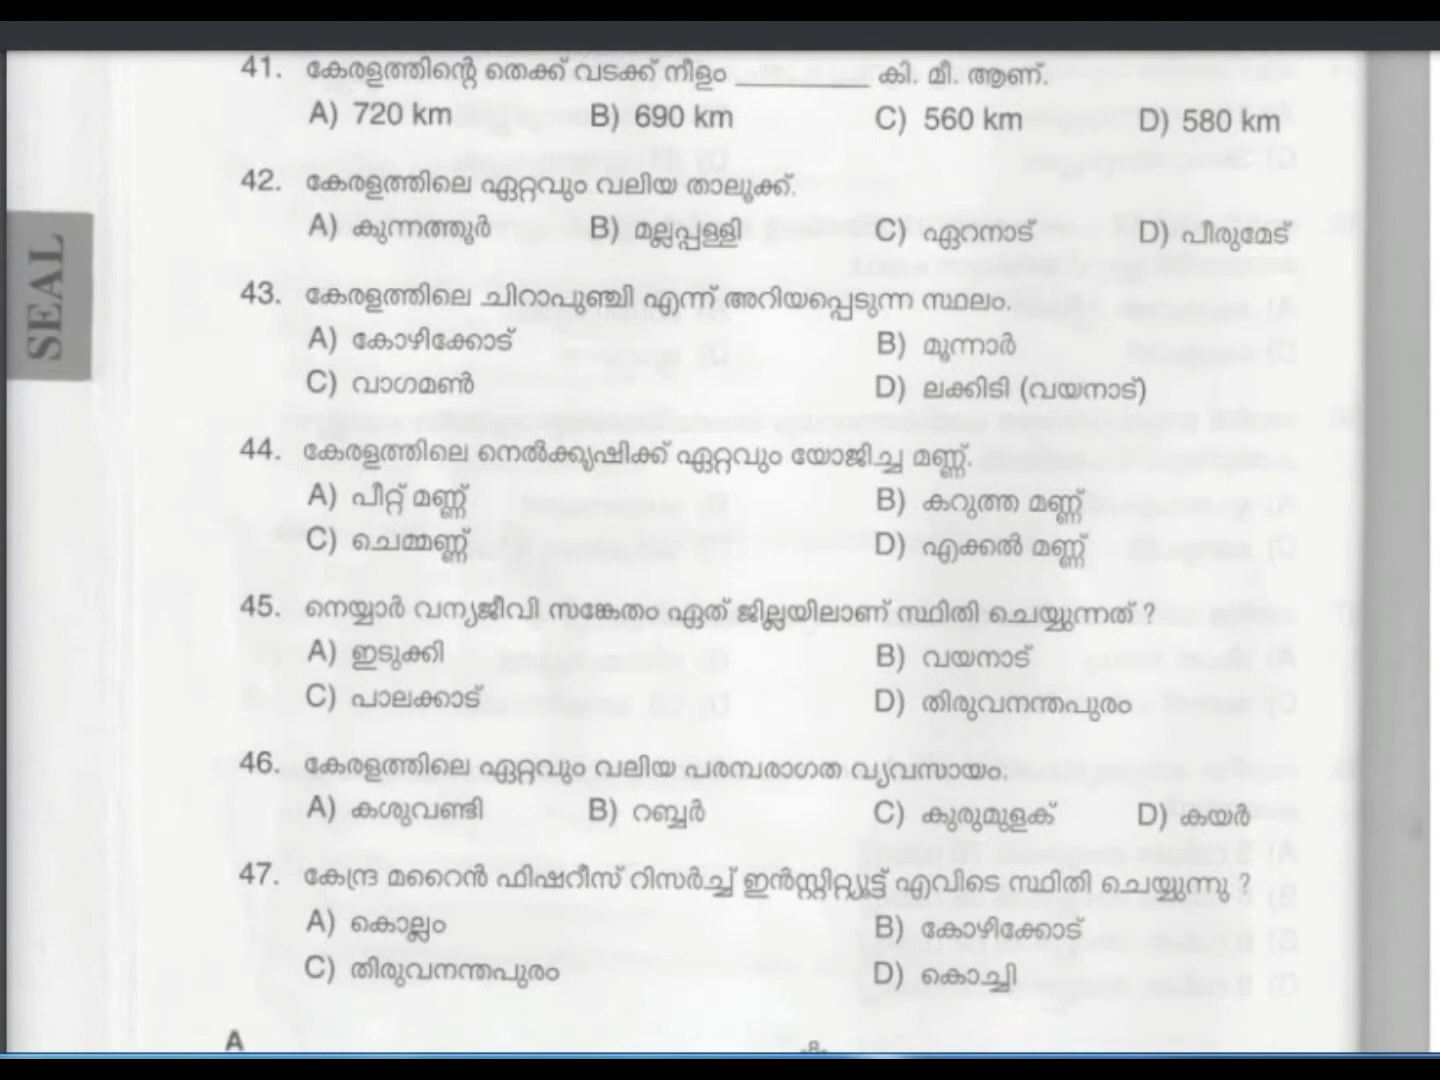 41. കേരളത്തിന്റെ തെക്ക് വടക്ക് നീളം __________ കി. മീ. ആണ്.
A) 720 km B) 690 km C) 560 km D) 580 km
42. കേരളത്തിലെ ഏറ്റവും വലിയ താലൂക്ക്.
A) കുന്നത്തൂർ B) മല്ലപ്പള്ളി C) ഏറനാട് D) പീരുമേട്
43. കേരളത്തിലെ ചിറാപുഞ്ചി എന്ന് അറിയപ്പെടുന്ന സ്ഥലം.
A) കോഴിക്കോട് B) മൂന്നാർ
C) വാഗമൺ D) ലക്കിടി (വയനാട്)
SEAL
44. കേരളത്തിലെ നെൽക്കൃഷിക്ക് ഏറ്റവും യോജിച്ച മണ്ണ്.
A) പീറ്റ് മണ്ണ് B) കറുത്ത മണ്ണ്
C) ചെമ്മണ്ണ് D) എക്കൽ മണ്ണ്
45. നെയ്യാർ വന്യജീവി സങ്കേതം ഏത് ജില്ലയിലാണ് സ്ഥിതി ചെയ്യുന്നത് ?
A) ഇടുക്കി B) വയനാട്
C) പാലക്കാട് D) തിരുവനന്തപുരം
46. കേരളത്തിലെ ഏറ്റവും വലിയ പരമ്പരാഗത വ്യവസായം.
A) കശുവണ്ടി B) റബ്ബർ C) കുരുമുളക് D) കയർ
47. കേന്ദ്ര മറൈൻ ഫിഷറീസ് റിസർച്ച് ഇൻസ്റ്റിറ്റ്യൂട്ട് എവിടെ സ്ഥിതി ചെയ്യുന്നു ?
A) കൊല്ലം B) കോഴിക്കോട്
C) തിരുവനന്തപുരം D) കൊച്ചി
A -8-